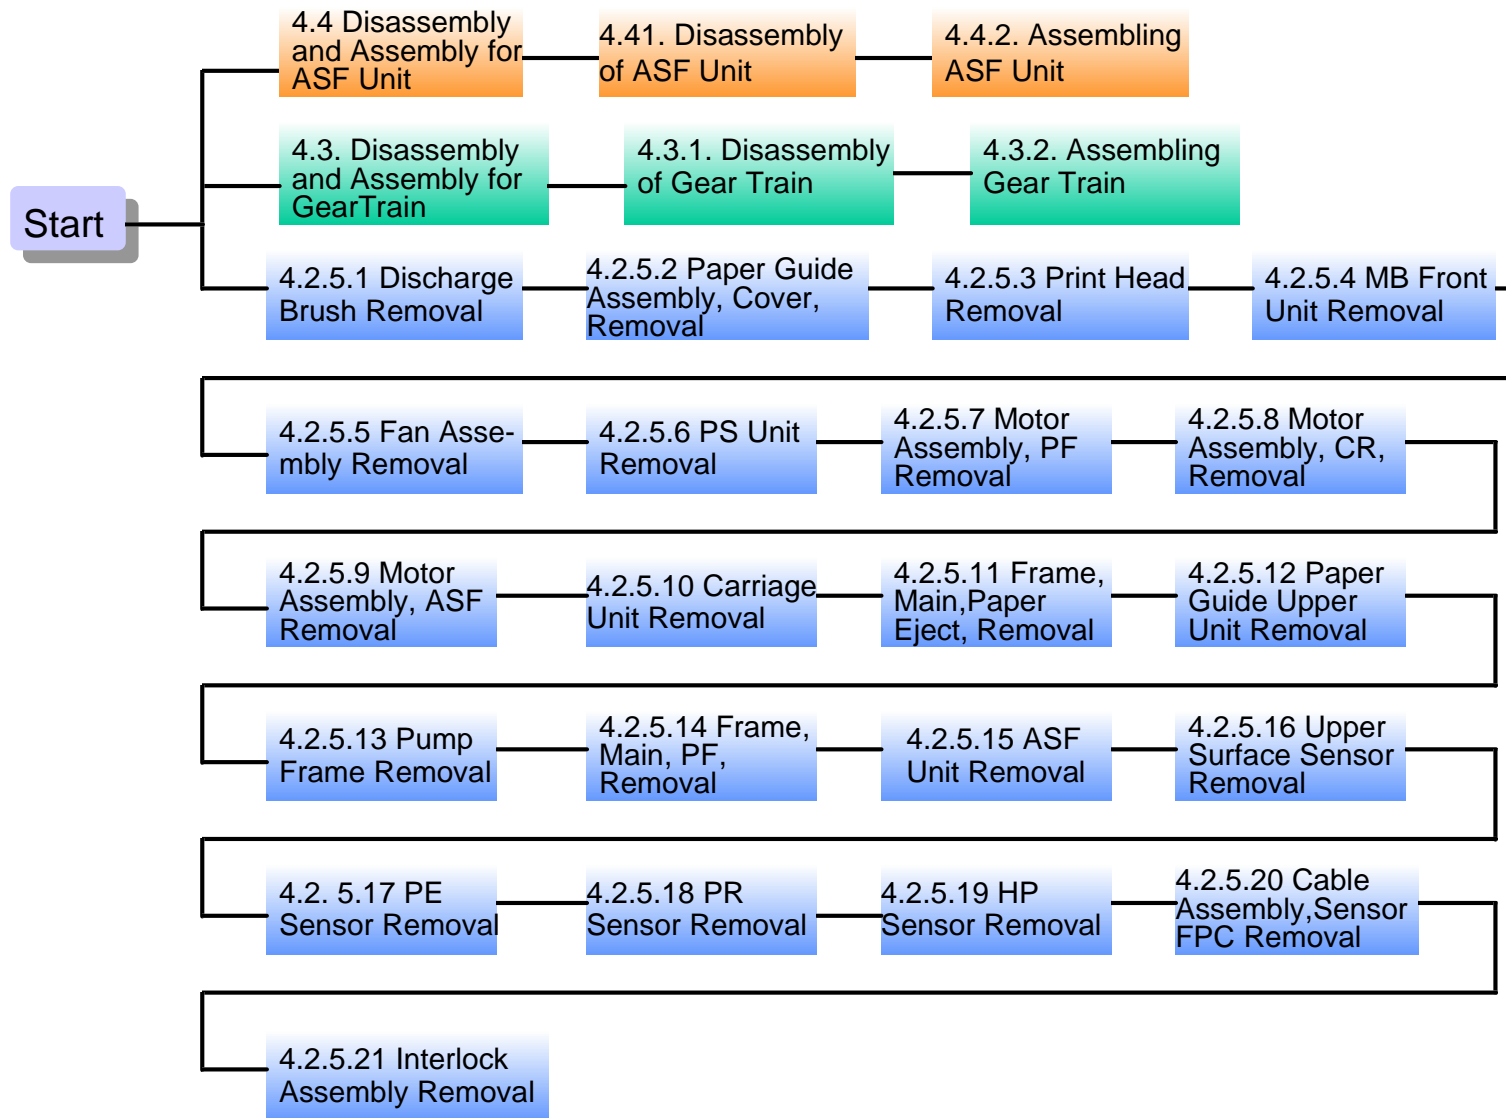 4.4 Disassembly
and Assembly for
ASF Unit
4.41. Disassembly
of ASF Unit
4.4.2. Assembling
ASF Unit
4.3. Disassembly
and Assembly for
GearTrain
4.3.1. Disassembly
of Gear Train
4.3.2. Assembling
Gear Train
Start
4.2.5.1 Discharge
Brush Removal
4.2.5.2 Paper Guide
Assembly, Cover,
Removal
4.2.5.3 Print Head
Removal
4.2.5.4 MB Front
Unit Removal
4.2.5.5 Fan Asse-
mbly Removal
4.2.5.6 PS Unit
Removal
4.2.5.7 Motor
Assembly, PF
Removal
4.2.5.8 Motor
Assembly, CR,
Removal
4.2.5.9 Motor
Assembly, ASF
Removal
4.2.5.10 Carriage
Unit Removal
4.2.5.11 Frame,
Main,Paper
Eject, Removal
4.2.5.12 Paper
Guide Upper
Unit Removal
4.2.5.13 Pump
Frame Removal
4.2.5.14 Frame,
Main, PF,
Removal
4.2.5.15 ASF
Unit Removal
4.2.5.16 Upper
Surface Sensor
Removal
4.2. 5.17 PE
Sensor Removal
4.2.5.18 PR
Sensor Removal
4.2.5.19 HP
Sensor Removal
4.2.5.20 Cable
Assembly,Sensor
FPC Removal
4.2.5.21 Interlock
Assembly Removal